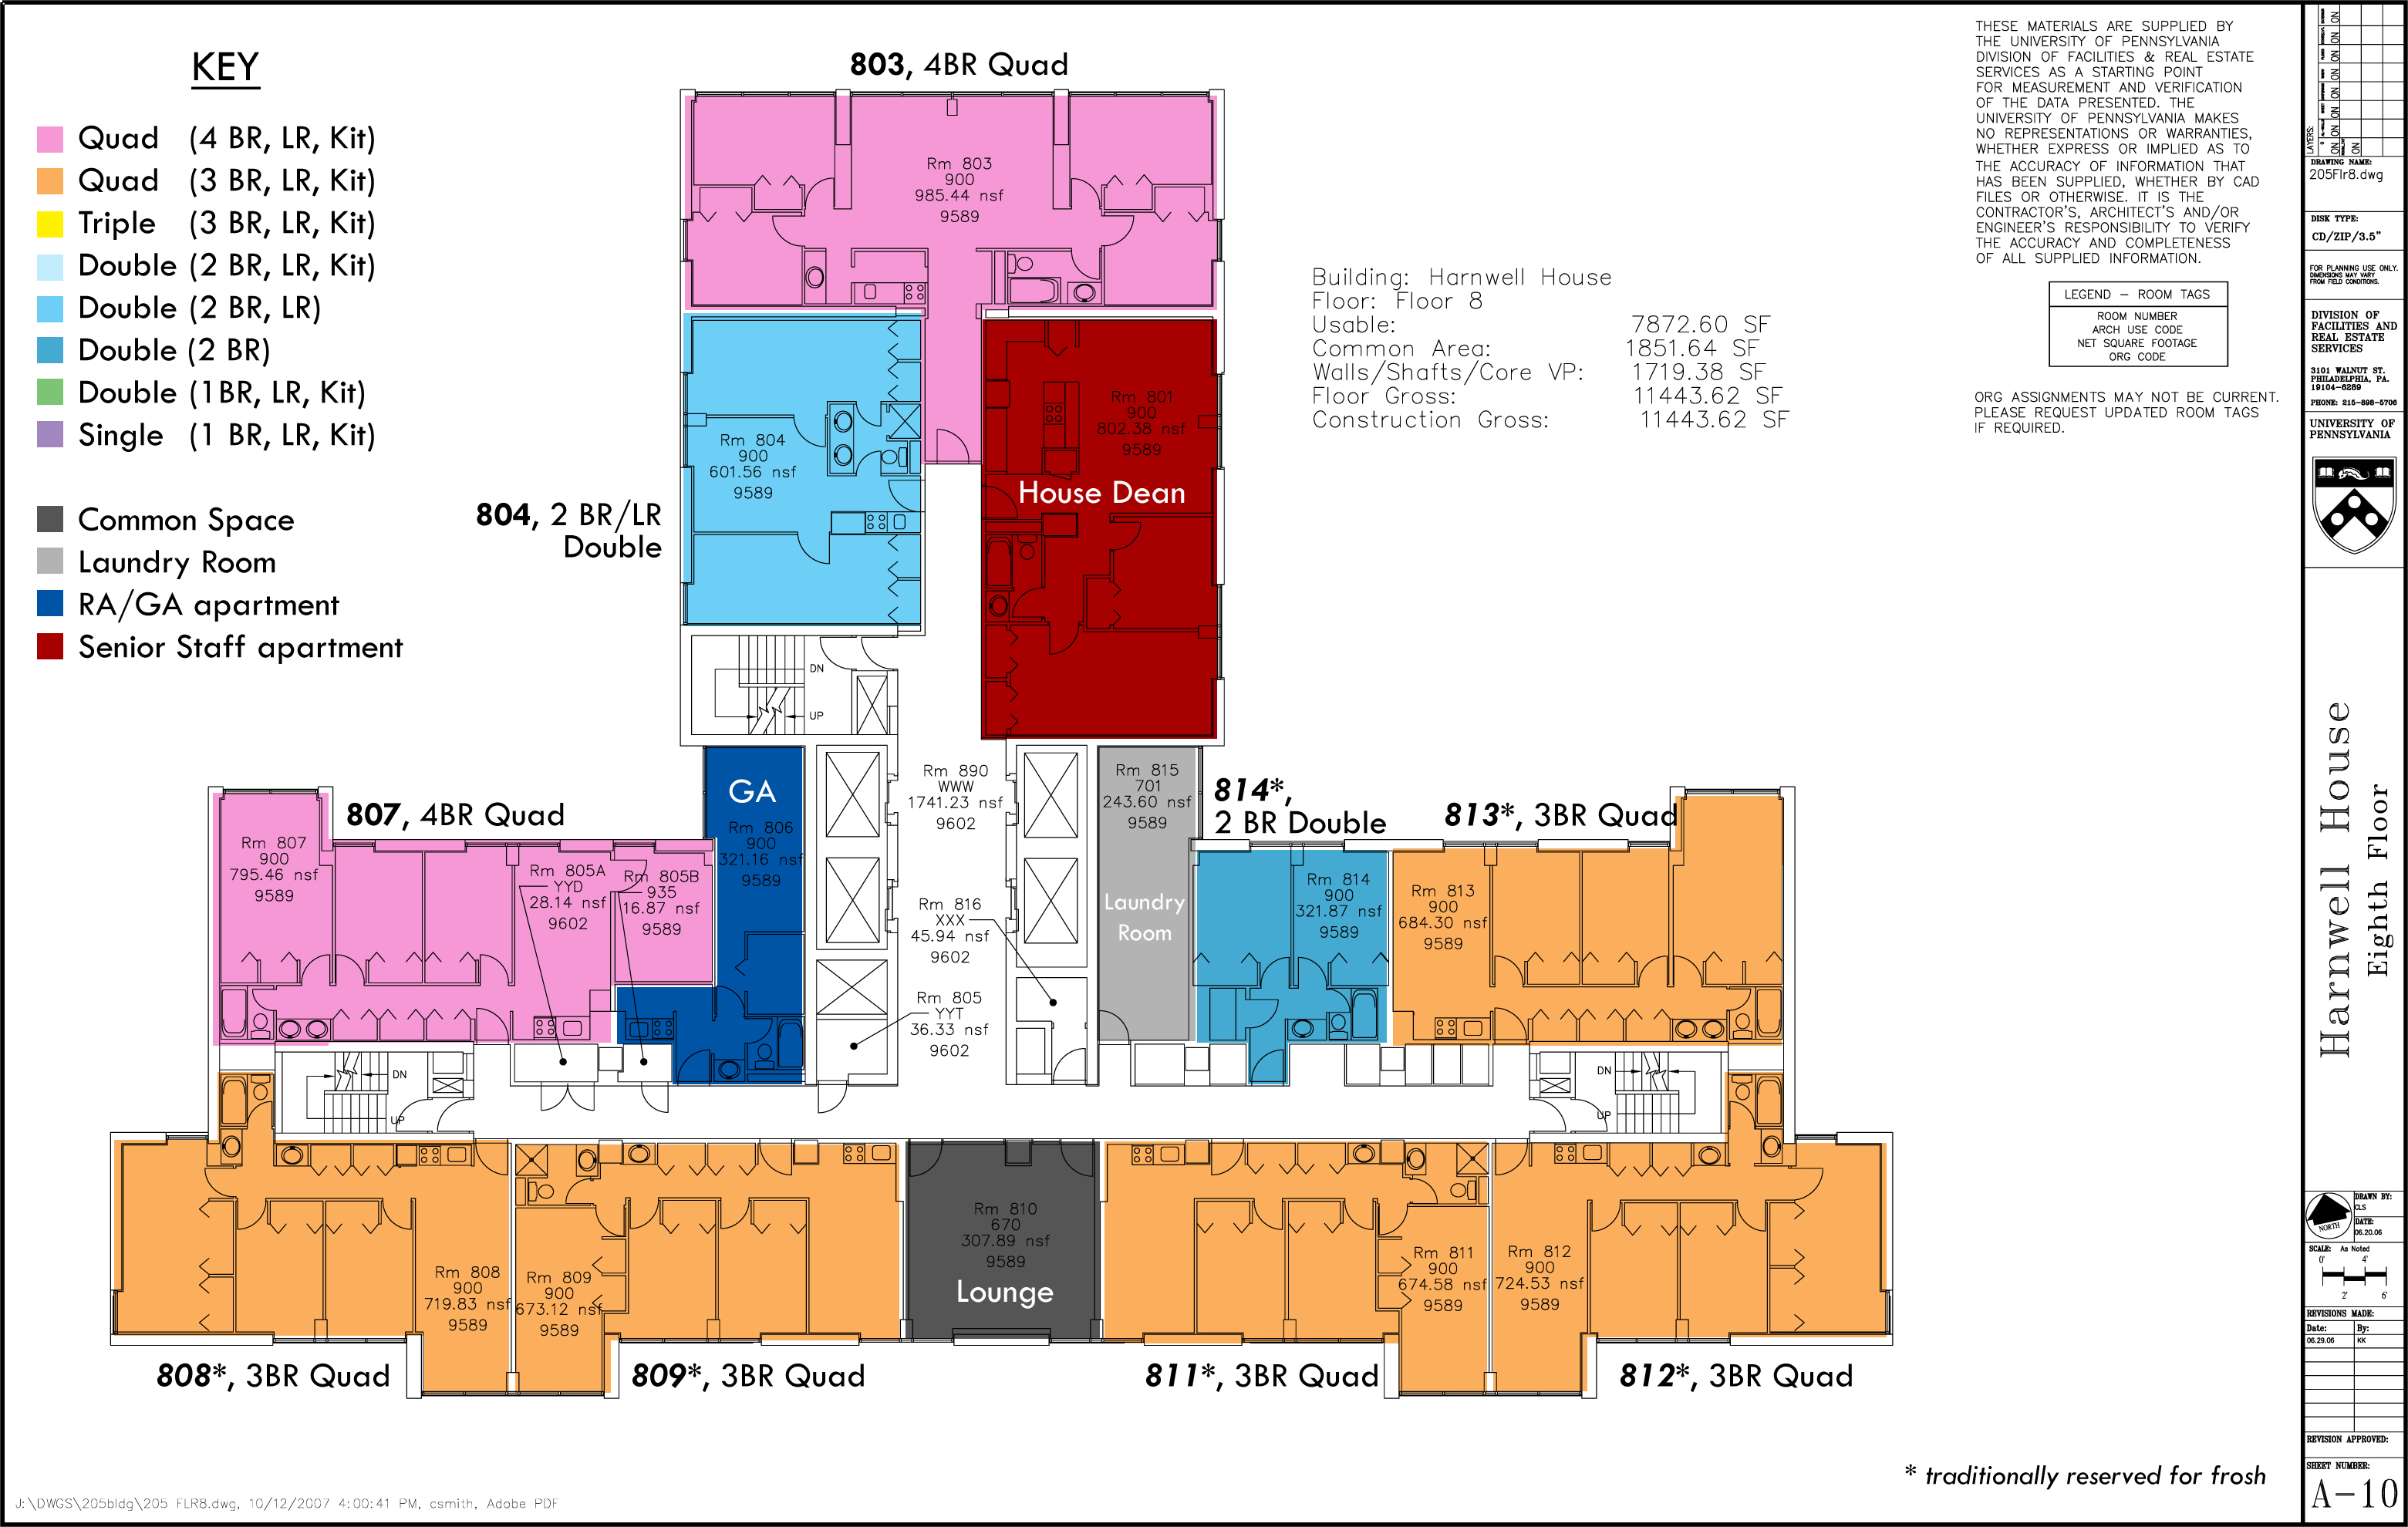 KEY
Quad (4 BR, LR, Kit)
Quad (3 BR, LR, Kit)
Triple (3 BR, LR, Kit)
Double (2 BR, LR, Kit)
Double (2 BR, LR)
Double (2 BR)
Double (1BR, LR, Kit)
Single (1 BR, LR, Kit)
Common Space
Laundry Room
RA/GA apartment
Senior Staff apartment
803, 4BR Quad
Rm 803
900
985.44 nsf
9589
804, 2 BR/LR
Double
Rm 804
900
601.56 nsf
9589
Rm 801
900
802.38 nsf
9589
House Dean
DN
UP
Building: Harnwell House
Floor: Floor 8
Usable: 7872.60 SF
Common Area: 1851.64 SF
Walls/Shafts/Core VP: 1719.38 SF
Floor Gross: 11443.62 SF
Construction Gross: 11443.62 SF
THESE MATERIALS ARE SUPPLIED BY
THE UNIVERSITY OF PENNSYLVANIA
DIVISION OF FACILITIES & REAL ESTATE
SERVICES AS A STARTING POINT
FOR MEASUREMENT AND VERIFICATION
OF THE DATA PRESENTED. THE
UNIVERSITY OF PENNSYLVANIA MAKES
NO REPRESENTATIONS OR WARRANTIES,
WHETHER EXPRESS OR IMPLIED AS TO
THE ACCURACY OF INFORMATION THAT
HAS BEEN SUPPLIED, WHETHER BY CAD
FILES OR OTHERWISE. IT IS THE
CONTRACTOR'S, ARCHITECT'S AND/OR
ENGINEER'S RESPONSIBILITY TO VERIFY
THE ACCURACY AND COMPLETENESS
OF ALL SUPPLIED INFORMATION.
LEGEND – ROOM TAGS
ROOM NUMBER
ARCH USE CODE
NET SQUARE FOOTAGE
ORG CODE
ORG ASSIGNMENTS MAY NOT BE CURRENT.
PLEASE REQUEST UPDATED ROOM TAGS
IF REQUIRED.
807, 4BR Quad
Rm 807
900
795.46 nsf
9589
Rm 805A
YYD
28.14 nsf
9602
Rm 805B
935
16.87 nsf
9589
GA
Rm 806
900
321.16 nsf
9589
Rm 890
WWW
1741.23 nsf
9602
Rm 816
XXX
45.94 nsf
9602
Rm 805
YYT
36.33 nsf
9602
Rm 815
701
243.60 nsf
9589
Laundry
Room
814*,
2 BR Double
Rm 814
900
321.87 nsf
9589
813*, 3BR Quad
Rm 813
900
684.30 nsf
9589
DN
UP
DN
UP
Rm 808
900
719.83 nsf
9589
Rm 809
900
673.12 nsf
9589
Rm 810
670
307.89 nsf
9589
Lounge
Rm 811
900
674.58 nsf
9589
Rm 812
900
724.53 nsf
9589
808*, 3BR Quad
809*, 3BR Quad
811*, 3BR Quad
812*, 3BR Quad
* traditionally reserved for frosh
J:\DWGS\205bldg\205 FLR8.dwg, 10/12/2007 4:00:41 PM, csmith, Adobe PDF
LAYERS:
ON ON ON ON ON ON
ON
DRAWING NAME:
205Flr8.dwg
DISK TYPE:
CD/ZIP/3.5"
FOR PLANNING USE ONLY.
DIMENSIONS MAY VARY
FROM FIELD CONDITIONS.
DIVISION OF
FACILITIES AND
REAL ESTATE
SERVICES
3101 WALNUT ST.
PHILADELPHIA, PA.
19104-6289
PHONE: 215-898-5706
UNIVERSITY OF
PENNSYLVANIA
Harnwell House
Eighth Floor
NORTH
DRAWN BY:
CLS
DATE:
06.20.06
SCALE: As Noted
0' 4'
2' 6'
REVISIONS MADE:
Date: By:
06.29.06 KK
REVISION APPROVED:
SHEET NUMBER:
A-10